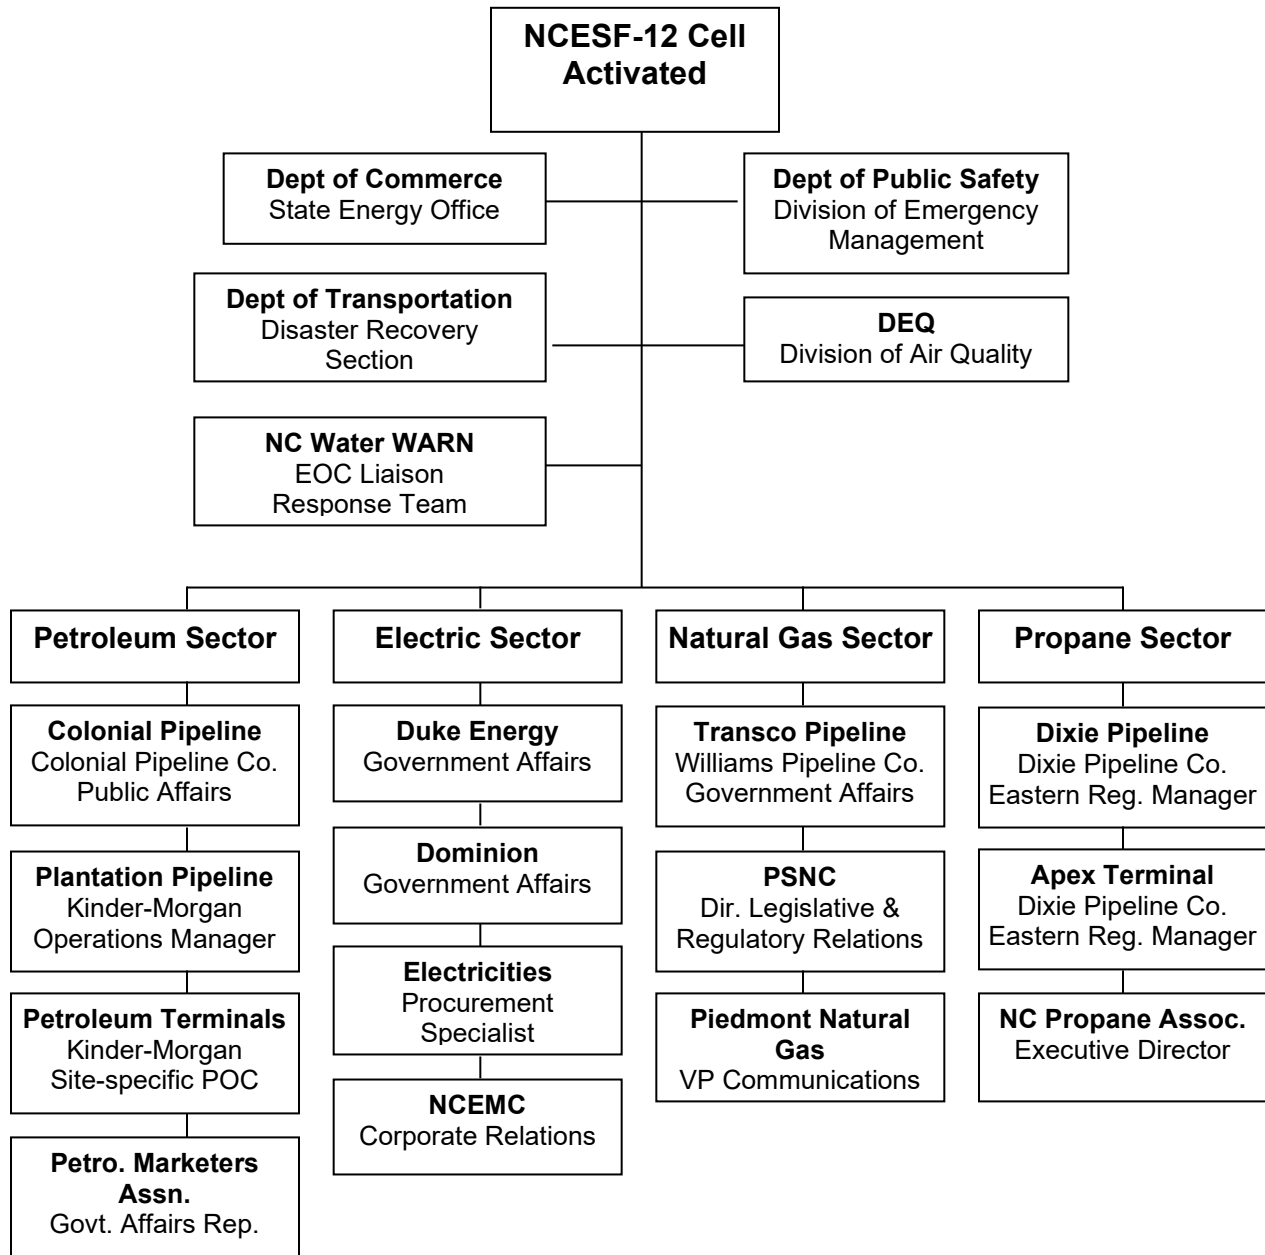 NCESF-12 Cell
Activated
Dept of Commerce
State Energy Office
Dept of Public Safety
Division of Emergency
Management
Dept of Transportation
Disaster Recovery
Section
DEQ
Division of Air Quality
NC Water WARN
EOC Liaison
Response Team
Petroleum Sector
Colonial Pipeline
Colonial Pipeline Co.
Public Affairs
Plantation Pipeline
Kinder-Morgan
Operations Manager
Petroleum Terminals
Kinder-Morgan
Site-specific POC
Petro. Marketers
Assn.
Govt. Affairs Rep.
Electric Sector
Duke Energy
Government Affairs
Dominion
Government Affairs
Electricities
Procurement
Specialist
NCEMC
Corporate Relations
Natural Gas Sector
Transco Pipeline
Williams Pipeline Co.
Government Affairs
PSNC
Dir. Legislative &
Regulatory Relations
Piedmont Natural
Gas
VP Communications
Propane Sector
Dixie Pipeline
Dixie Pipeline Co.
Eastern Reg. Manager
Apex Terminal
Dixie Pipeline Co.
Eastern Reg. Manager
NC Propane Assoc.
Executive Director